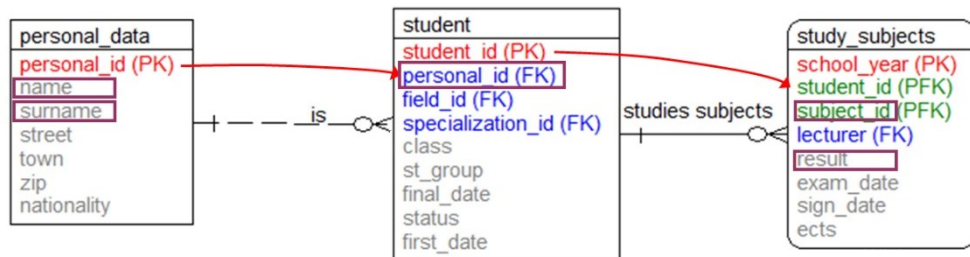 personal_data
personal_id (PK)
name
surname
street
town
zip
nationality
is
student
student_id (PK)
personal_id (FK)
field_id (FK)
specialization_id (FK)
class
st_group
final_date
status
first_date
studies subjects
study_subjects
school_year (PK)
student_id (PFK)
subject_id (PFK)
lecturer (FK)
result
exam_date
sign_date
ects